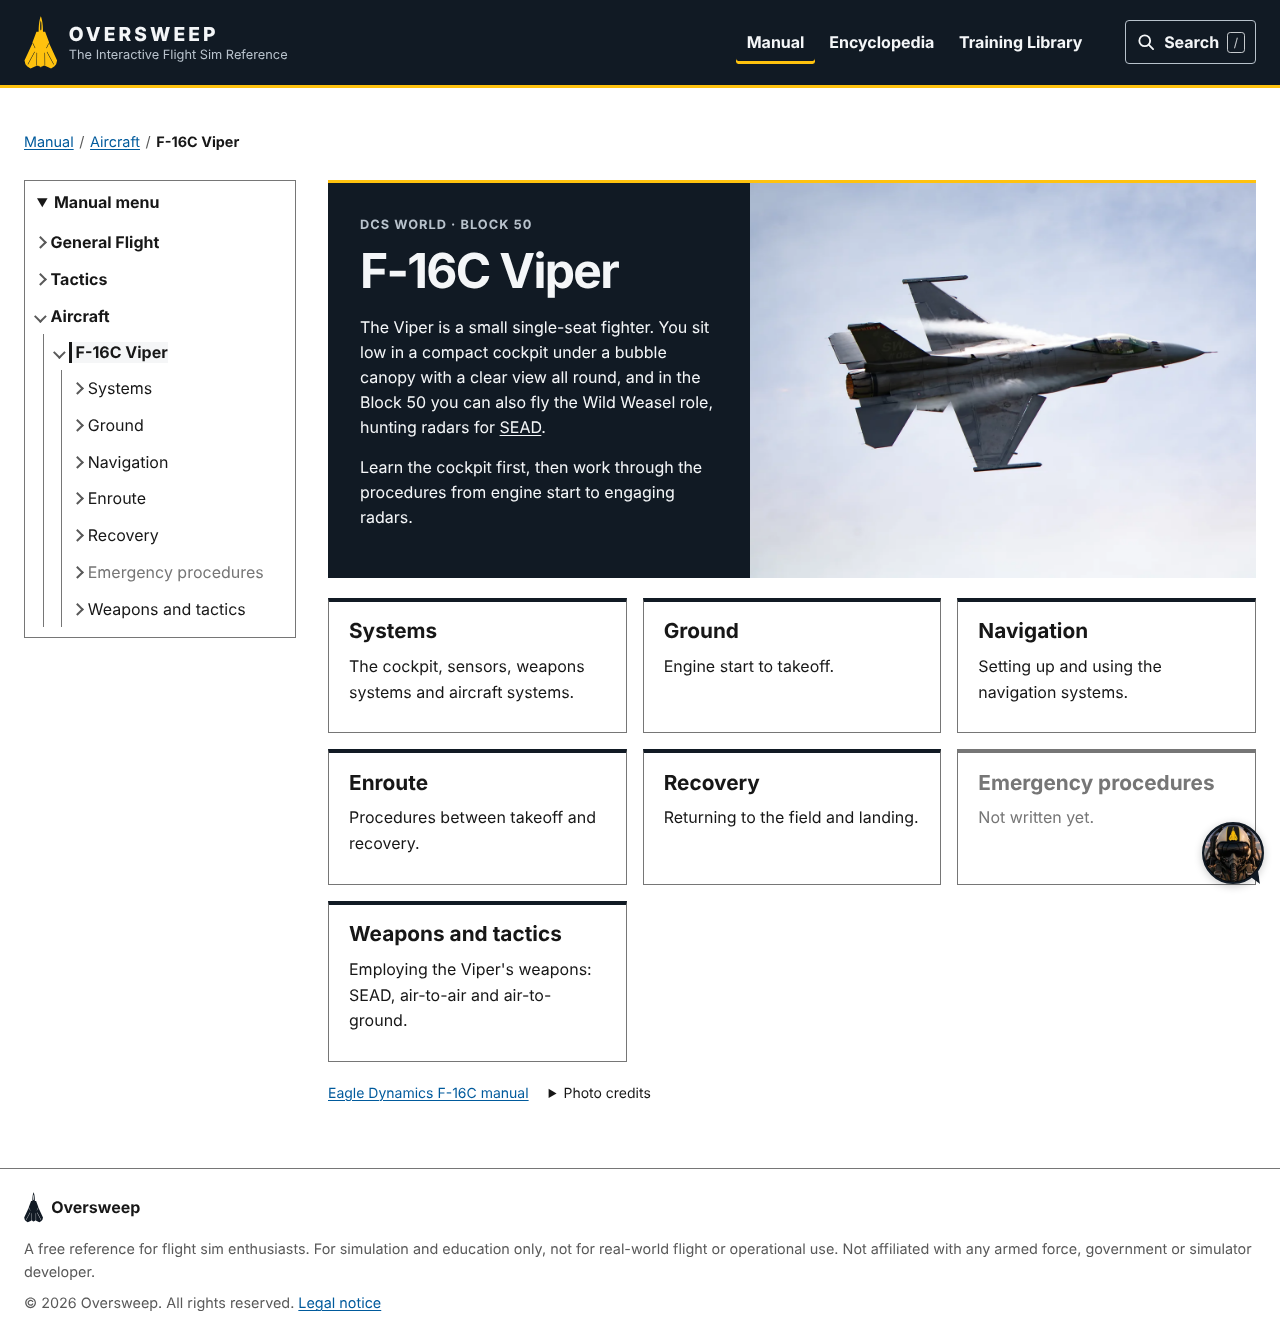 OVERSWEEP
The Interactive Flight Sim Reference
Manual
Encyclopedia
Training Library
Search /
Manual / Aircraft / F-16C Viper
Manual menu
General Flight
Tactics
Aircraft
F-16C Viper
Systems
Ground
Navigation
Enroute
Recovery
Emergency procedures
Weapons and tactics
DCS WORLD · BLOCK 50
F-16C Viper
The Viper is a small single-seat fighter. You sit
low in a compact cockpit under a bubble
canopy with a clear view all round, and in the
Block 50 you can also fly the Wild Weasel role,
hunting radars for SEAD.
Learn the cockpit first, then work through the
procedures from engine start to engaging
radars.
Systems
The cockpit, sensors, weapons
systems and aircraft systems.
Ground
Engine start to takeoff.
Navigation
Setting up and using the
navigation systems.
Enroute
Procedures between takeoff and
recovery.
Recovery
Returning to the field and landing.
Emergency procedures
Not written yet.
Weapons and tactics
Employing the Viper's weapons:
SEAD, air-to-air and air-to-
ground.
Eagle Dynamics F-16C manual
Photo credits
Oversweep
A free reference for flight sim enthusiasts. For simulation and education only, not for real-world flight or operational use. Not affiliated with any armed force, government or simulator
developer.
© 2026 Oversweep. All rights reserved. Legal notice